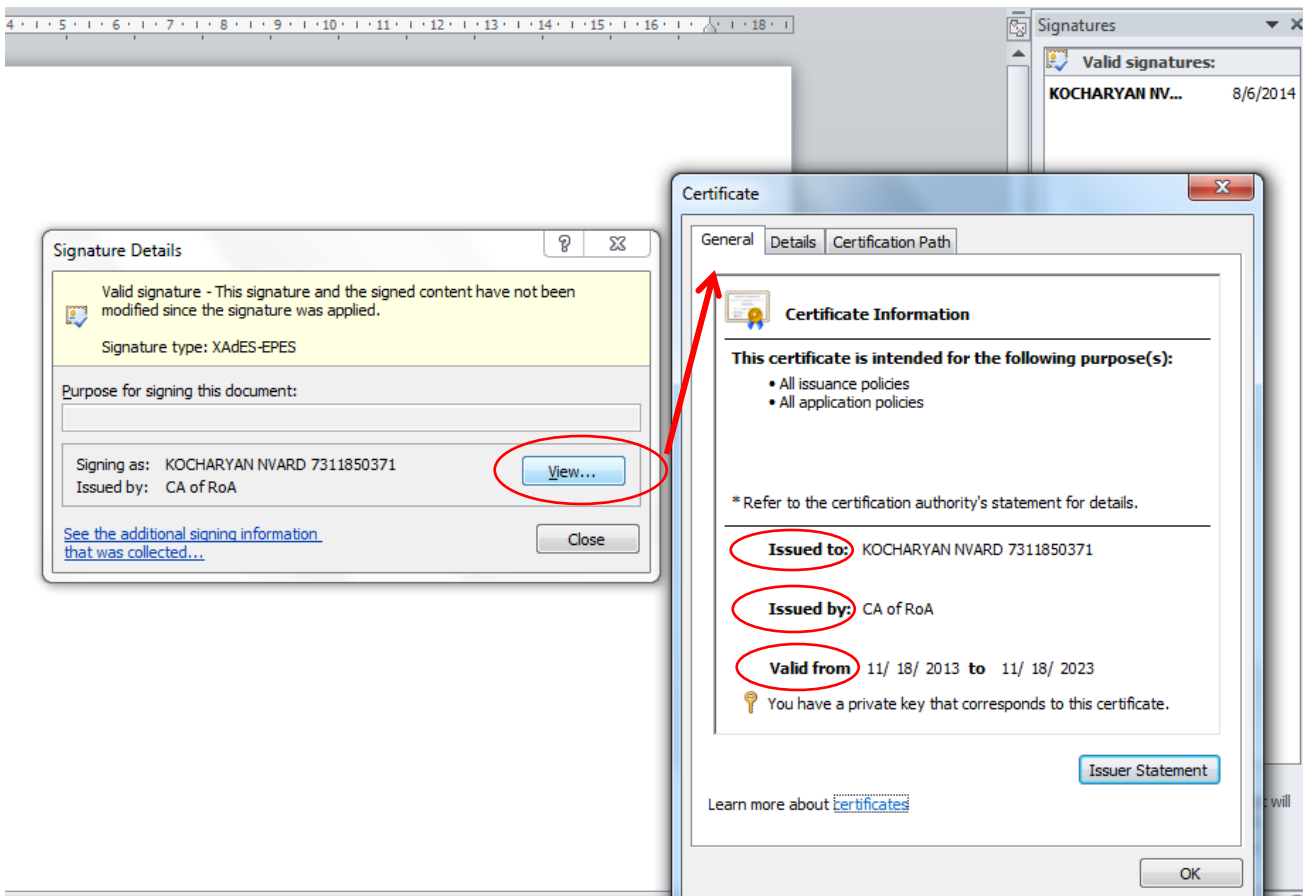 4 · ı · 5 · ı · 6 · ı · 7 · ı · 8 · ı · 9 · ı · 10 · ı · 11 · ı · 12 · ı · 13 · ı · 14 · ı · 15 · ı · 16 · ı · ı · 18 · ı
Signatures
Valid signatures:
KOCHARYAN NV... 8/6/2014
Signature Details
Valid signature - This signature and the signed content have not been
modified since the signature was applied.
Signature type: XAdES-EPES
Purpose for signing this document:
Signing as: KOCHARYAN NVARD 7311850371
View...
Issued by: CA of RoA
See the additional signing information
that was collected...
Close
Certificate
General Details Certification Path
Certificate Information
This certificate is intended for the following purpose(s):
• All issuance policies
• All application policies
* Refer to the certification authority's statement for details.
Issued to: KOCHARYAN NVARD 7311850371
Issued by: CA of RoA
Valid from 11/ 18/ 2013 to 11/ 18/ 2023
You have a private key that corresponds to this certificate.
Issuer Statement
Learn more about certificates
OK
will